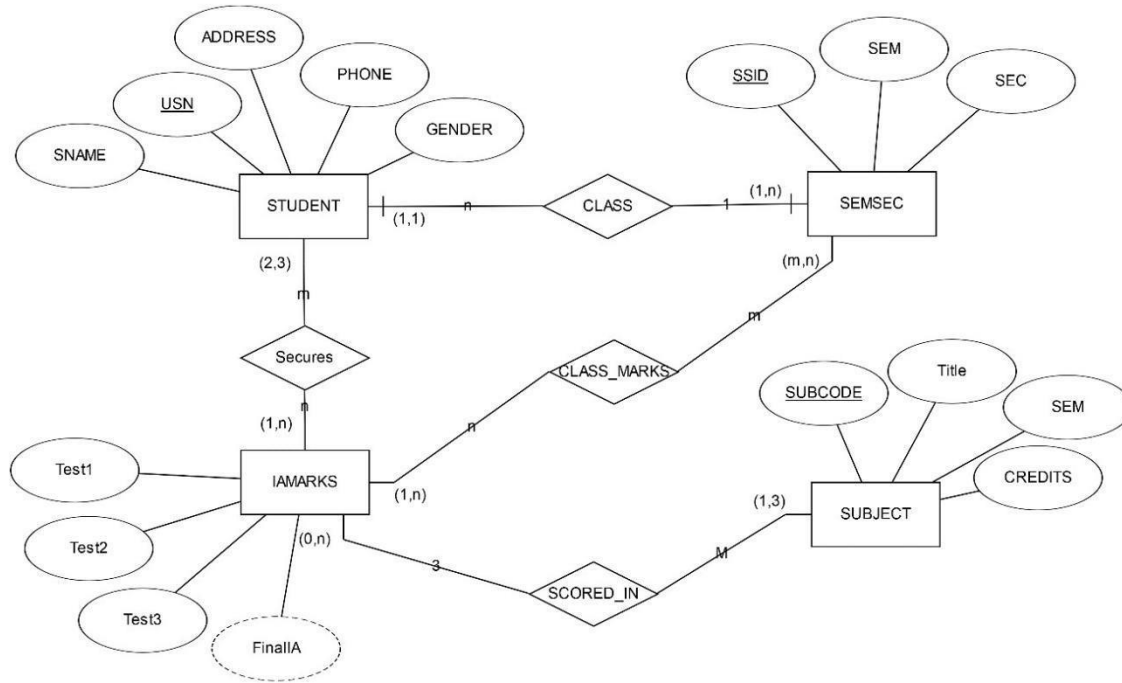 ADDRESS
SEM
PHONE
SSID
SEC
USN
GENDER
SNAME
STUDENT
(1,1)
n
CLASS
1
(1,n)
SEMSEC
(2,3)
(m,n)
m
m
Secures
CLASS_MARKS
n
n
(1,n)
SUBCODE
Title
SEM
Test1
IAMARKS
(1,n)
CREDITS
(1,3)
SUBJECT
Test2
(0,n)
3
M
SCORED_IN
Test3
FinalIA